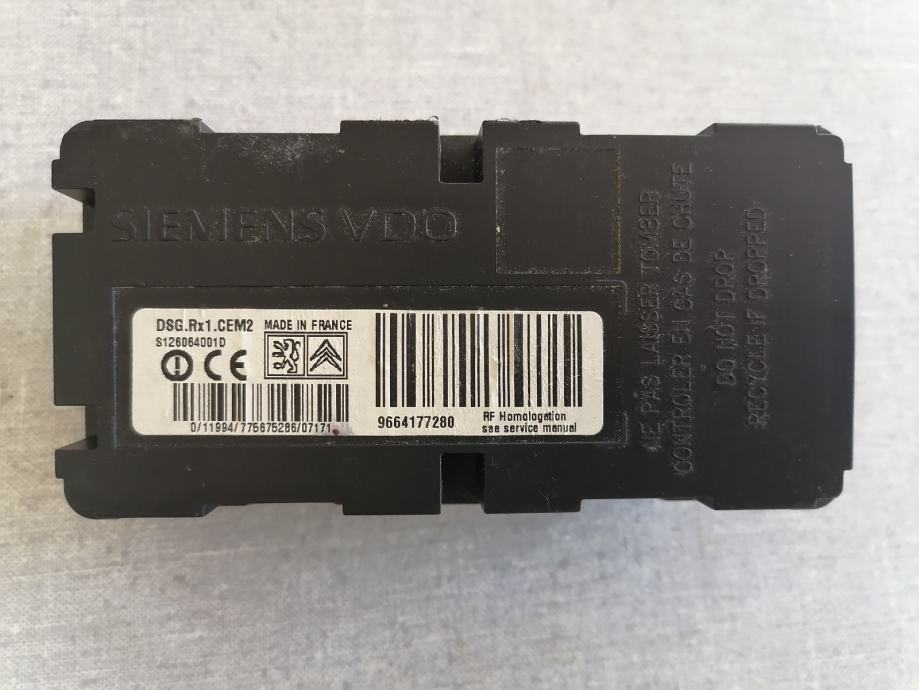 SIEMENS VDO
DSG.Rx1.CEM2 MADE IN FRANCE
S126064001D
CE
0/11994/775675286/07171
9664177280
RF Homologation
see service manual
NE PAS LAISSER TOMBER
CONTROLER EN CAS DE CHUTE
DO NOT DROP
RECYCLE IF DROPPED